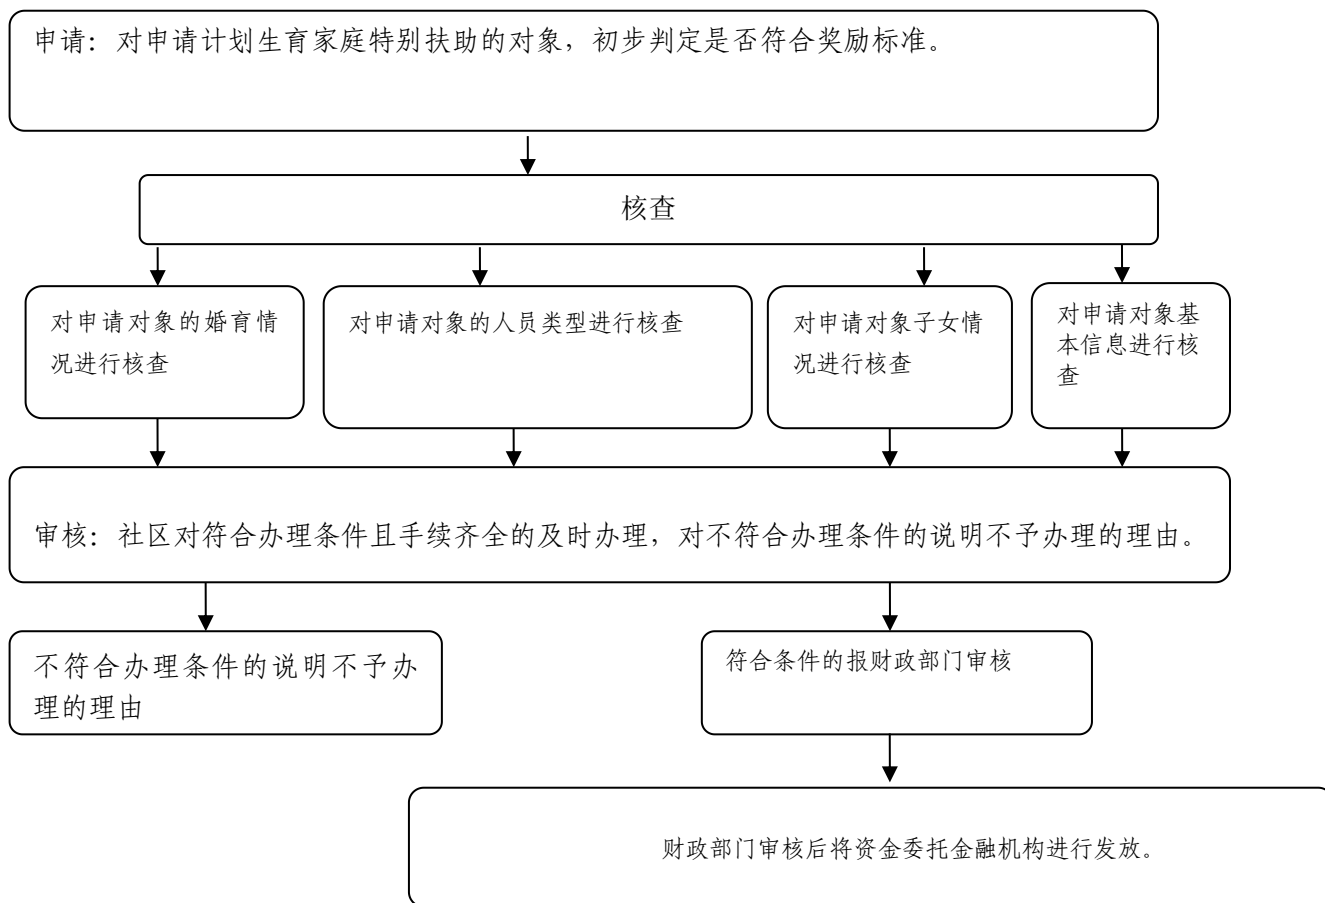 申请：对申请计划生育家庭特别扶助的对象，初步判定是否符合奖励标准。
核查
对申请对象的婚育情
况进行核查
对申请对象的人员类型进行核查
对申请对象子女情
况进行核查
对申请对象基
本信息进行核
查
审核：社区对符合办理条件且手续齐全的及时办理，对不符合办理条件的说明不予办理的理由。
不符合办理条件的说明不予办
理的理由
符合条件的报财政部门审核
财政部门审核后将资金委托金融机构进行发放。